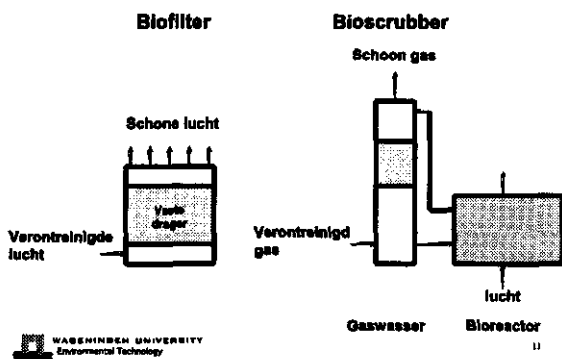 Biofilter
Bioscrubber
Schoon gas
Schone lucht
Vaste
drager
Verontreinigde
lucht
Verontreinigd
gas
lucht
Gaswasser
Bioreactor
WAGENINGEN UNIVERSITY
Environmental Technology
11